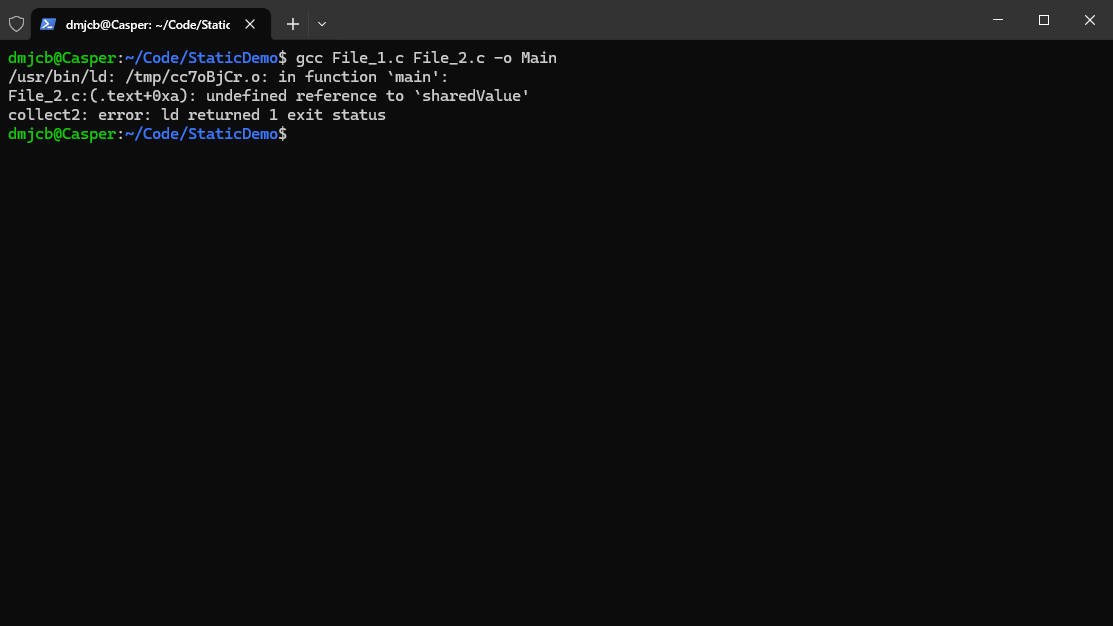 dmjcb@Casper: ~/Code/Static
dmjcb@Casper:~/Code/StaticDemo$ gcc File_1.c File_2.c -o Main
/usr/bin/ld: /tmp/cc7oBjCr.o: in function `main':
File_2.c:(.text+0xa): undefined reference to `sharedValue'
collect2: error: ld returned 1 exit status
dmjcb@Casper:~/Code/StaticDemo$